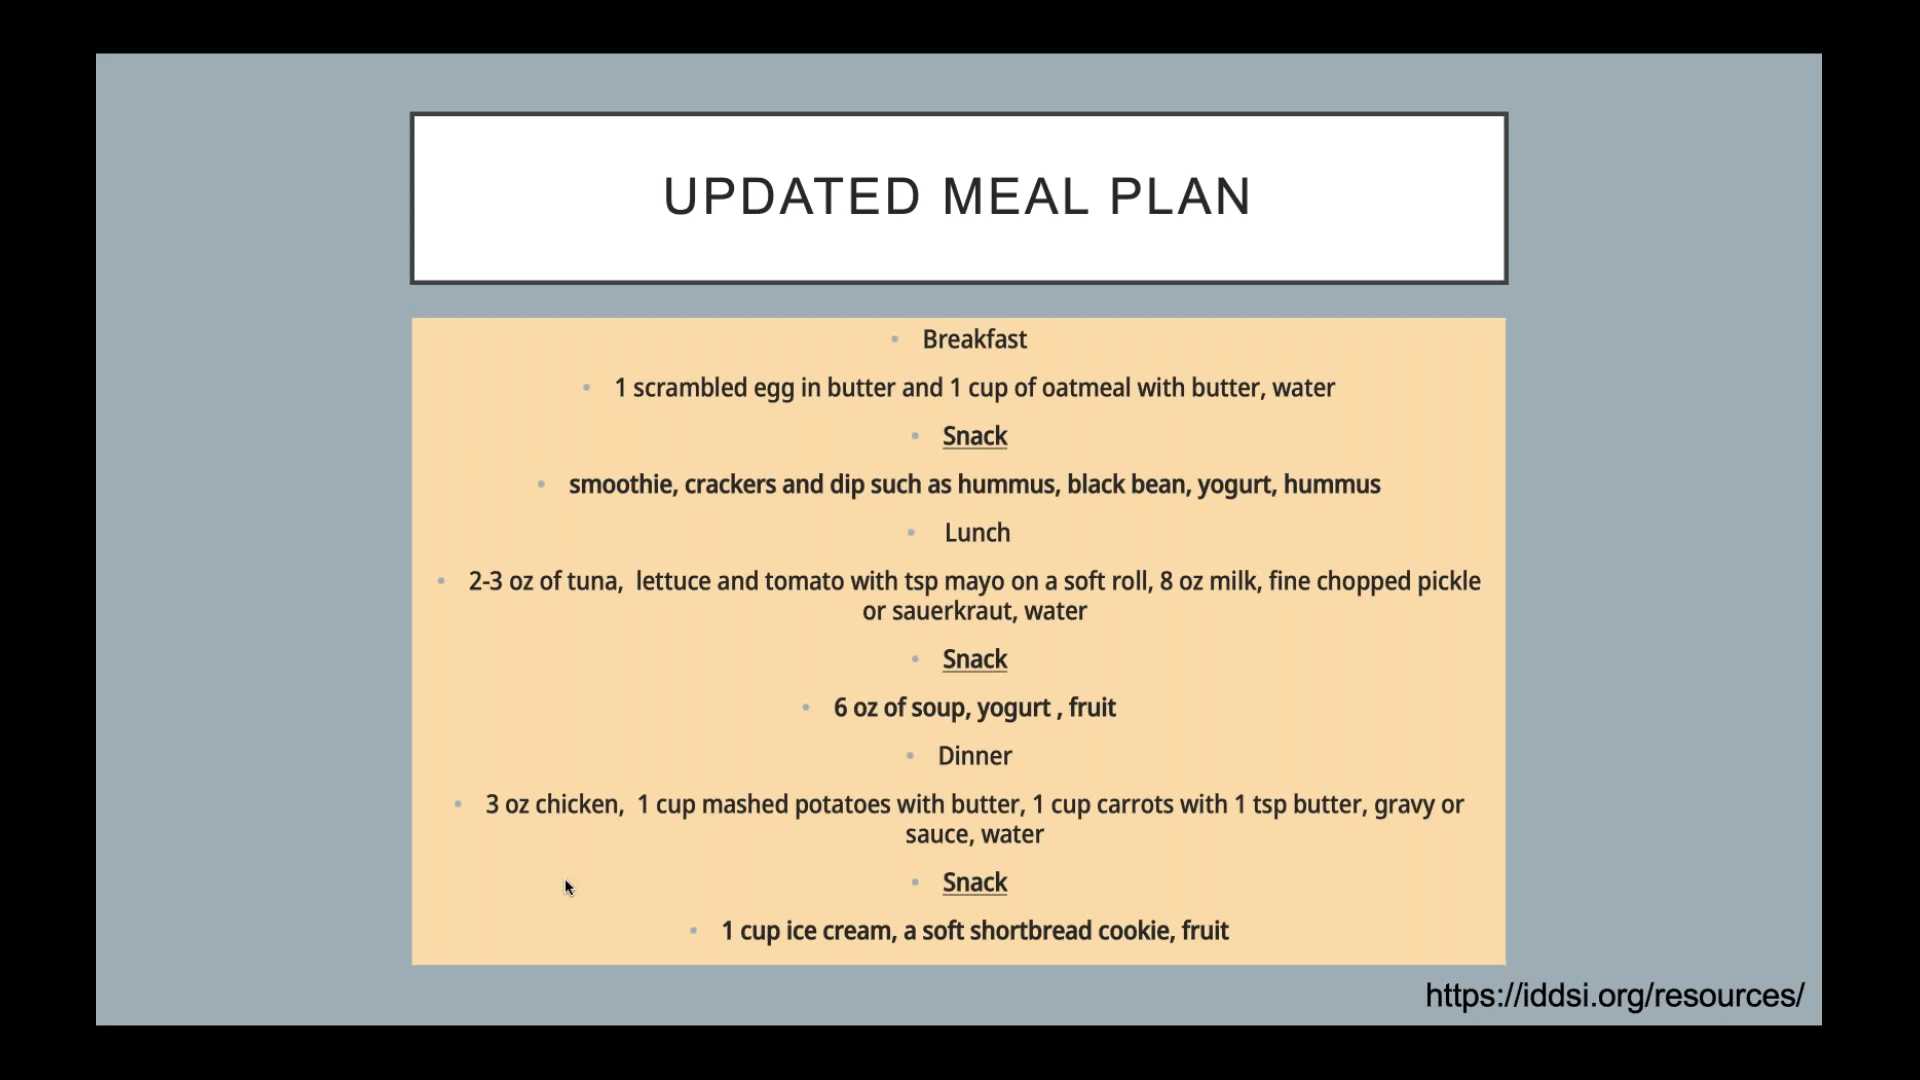 UPDATED MEAL PLAN
• Breakfast
• 1 scrambled egg in butter and 1 cup of oatmeal with butter, water
• Snack
• smoothie, crackers and dip such as hummus, black bean, yogurt, hummus
• Lunch
• 2-3 oz of tuna, lettuce and tomato with tsp mayo on a soft roll, 8 oz milk, fine chopped pickle
or sauerkraut, water
• Snack
• 6 oz of soup, yogurt , fruit
• Dinner
• 3 oz chicken, 1 cup mashed potatoes with butter, 1 cup carrots with 1 tsp butter, gravy or
sauce, water
• Snack
• 1 cup ice cream, a soft shortbread cookie, fruit
https://iddsi.org/resources/